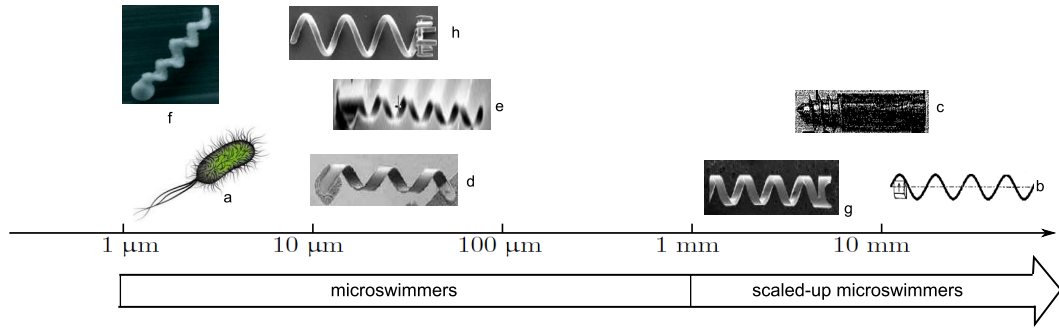 h
f
e
c
a
d
g
b
1 μm
10 μm
100 μm
1 mm
10 mm
microswimmers
scaled-up microswimmers